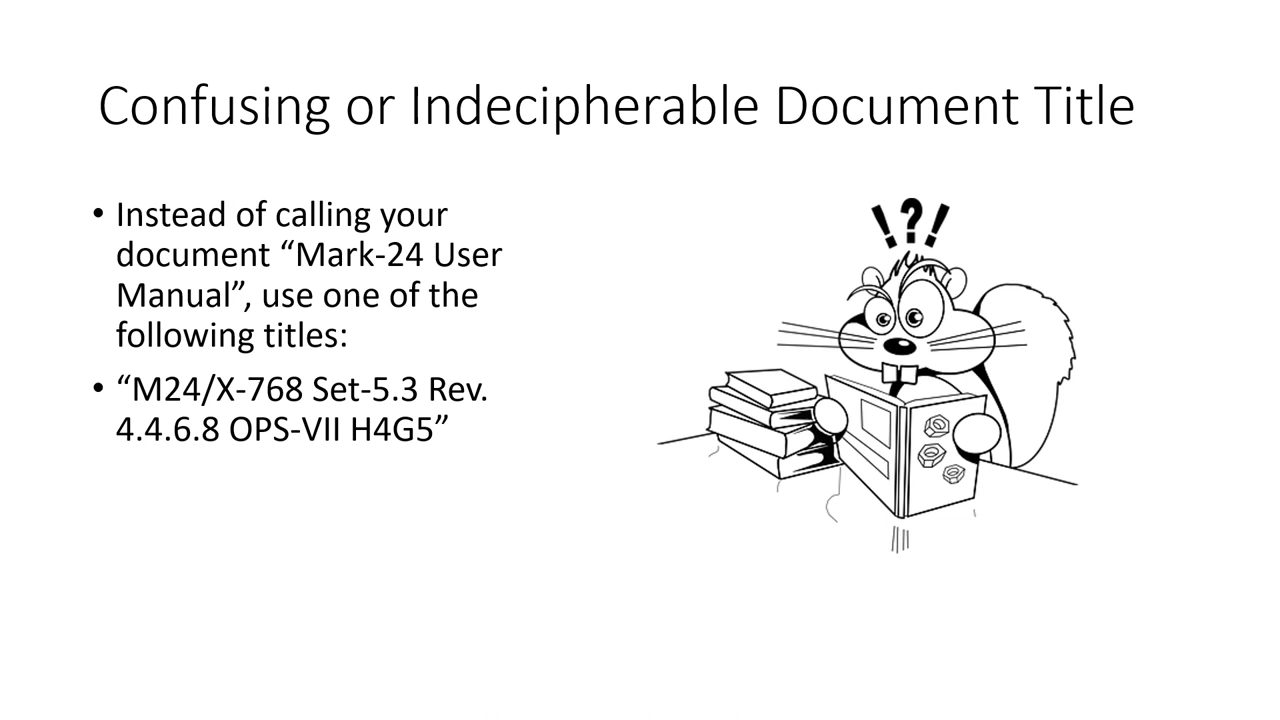 Confusing or Indecipherable Document Title
• Instead of calling your
document “Mark-24 User
Manual”, use one of the
following titles:
• “M24/X-768 Set-5.3 Rev.
4.4.6.8 OPS-VII H4G5”
!?!